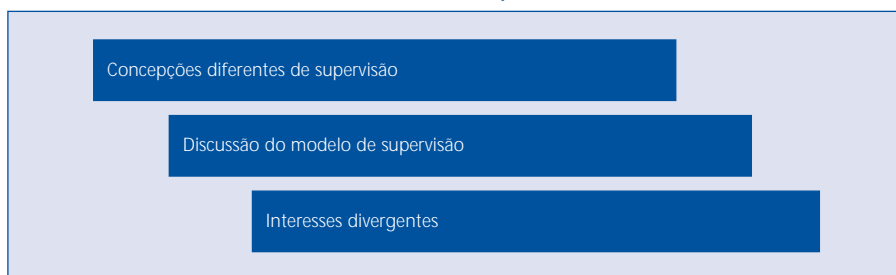 Concepções diferentes de supervisão
Discussão do modelo de supervisão
Interesses divergentes